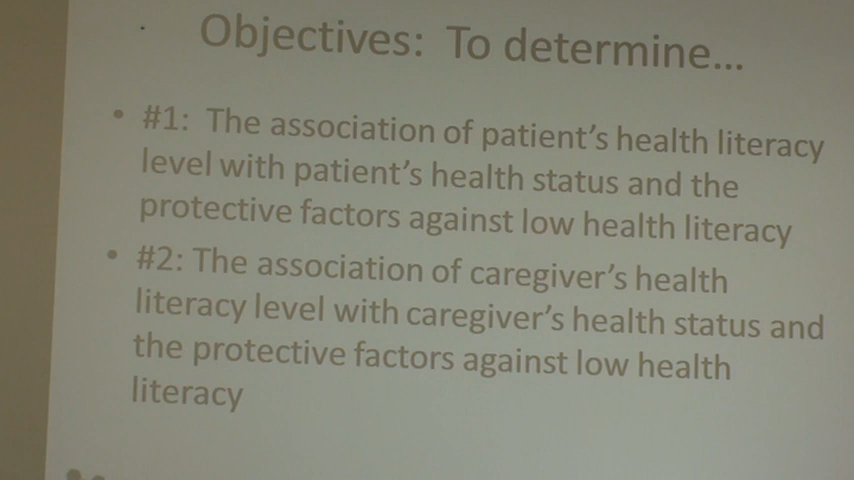 Objectives: To determine...
• #1: The association of patient's health literacy
level with patient's health status and the
protective factors against low health literacy
• #2: The association of caregiver's health
literacy level with caregiver's health status and
the protective factors against low health
literacy